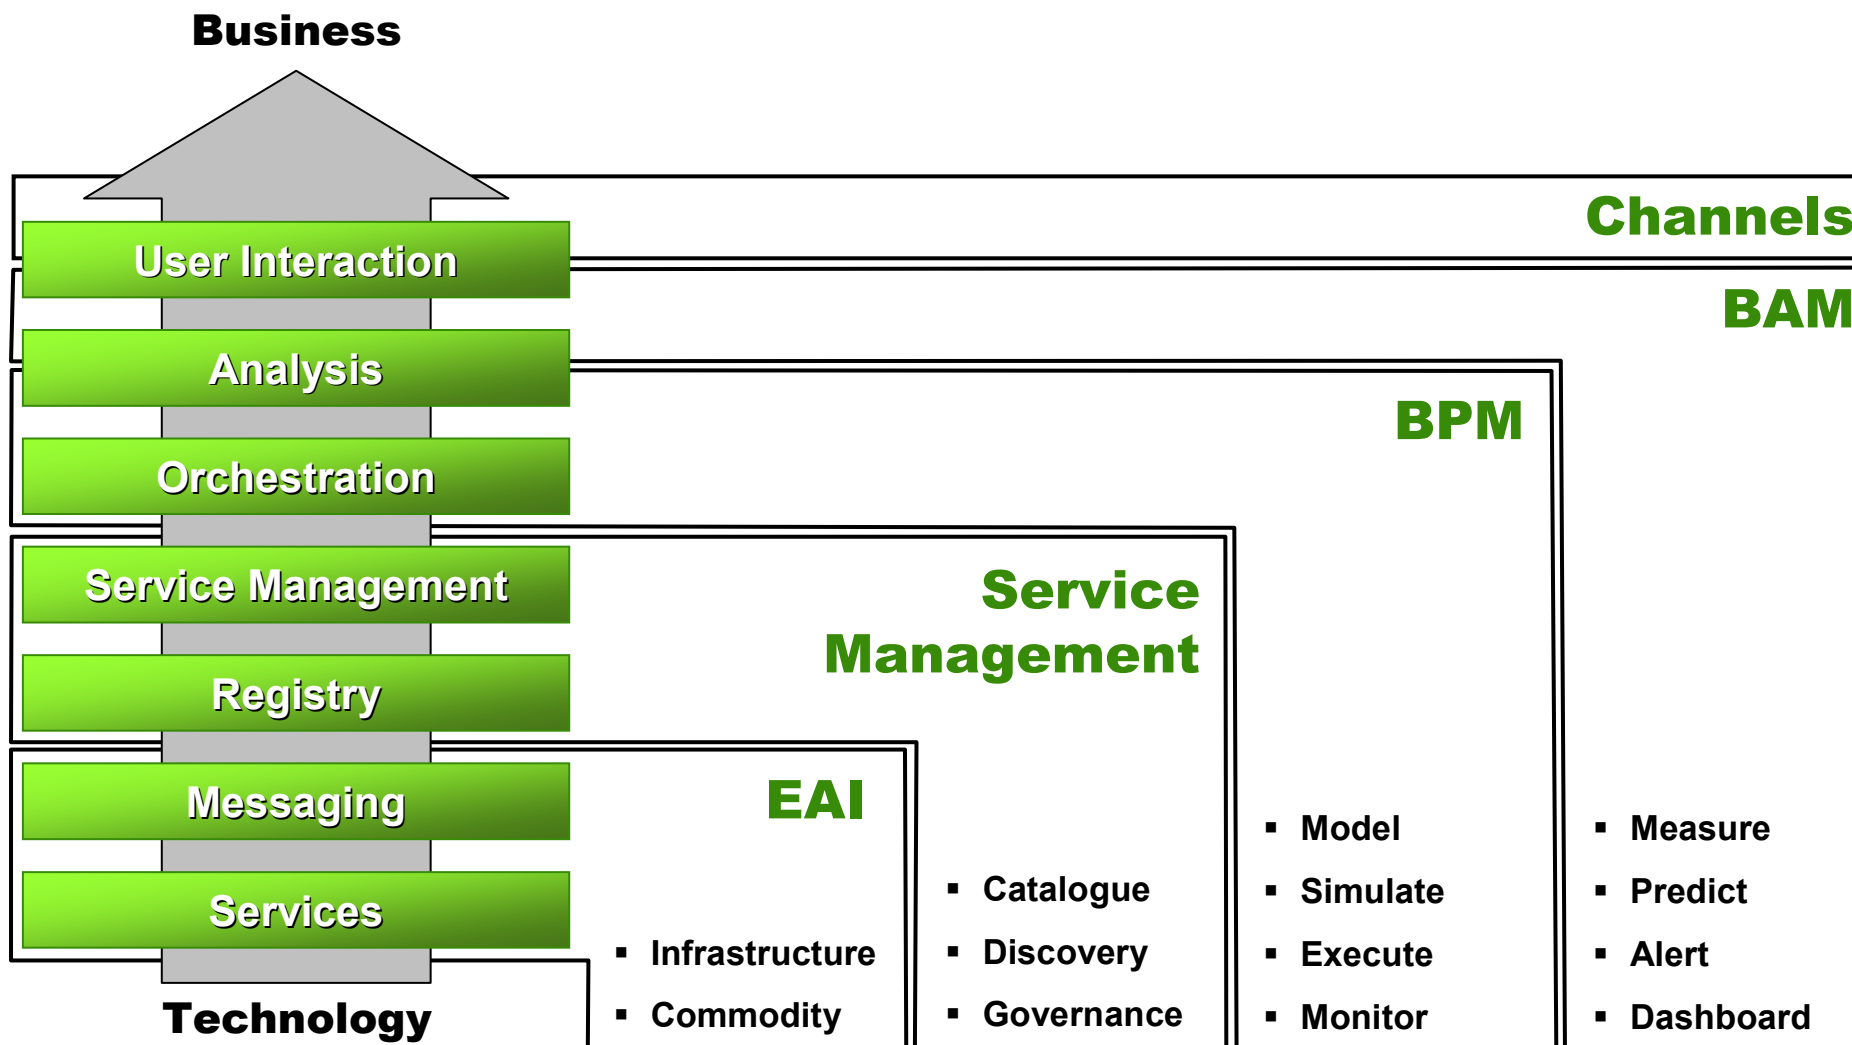 Business
Channels
User Interaction
BAM
Analysis
BPM
Orchestration
Service Management
Service
Management
Registry
Messaging
EAI
Services
▪ Infrastructure
▪ Commodity
▪ Catalogue
▪ Discovery
▪ Governance
▪ Model
▪ Simulate
▪ Execute
▪ Monitor
▪ Measure
▪ Predict
▪ Alert
▪ Dashboard
Technology